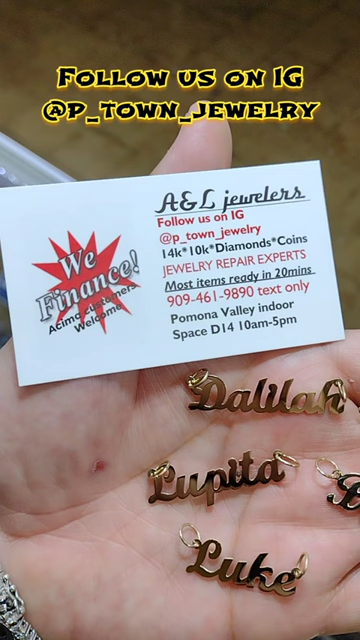 FOLLOW US ON IG
@P_TOWN_JEWELRY
A&L jewelers
Follow us on IG
@p_town_jewelry
14k*10k*Diamonds*Coins
JEWELRY REPAIR EXPERTS
Most items ready in 20mins
909-461-9890 text only
Pomona Valley indoor
Space D14 10am-5pm
We
Finance!
Acima customers
Welcome
Dalilah
Lupita
B
Luke